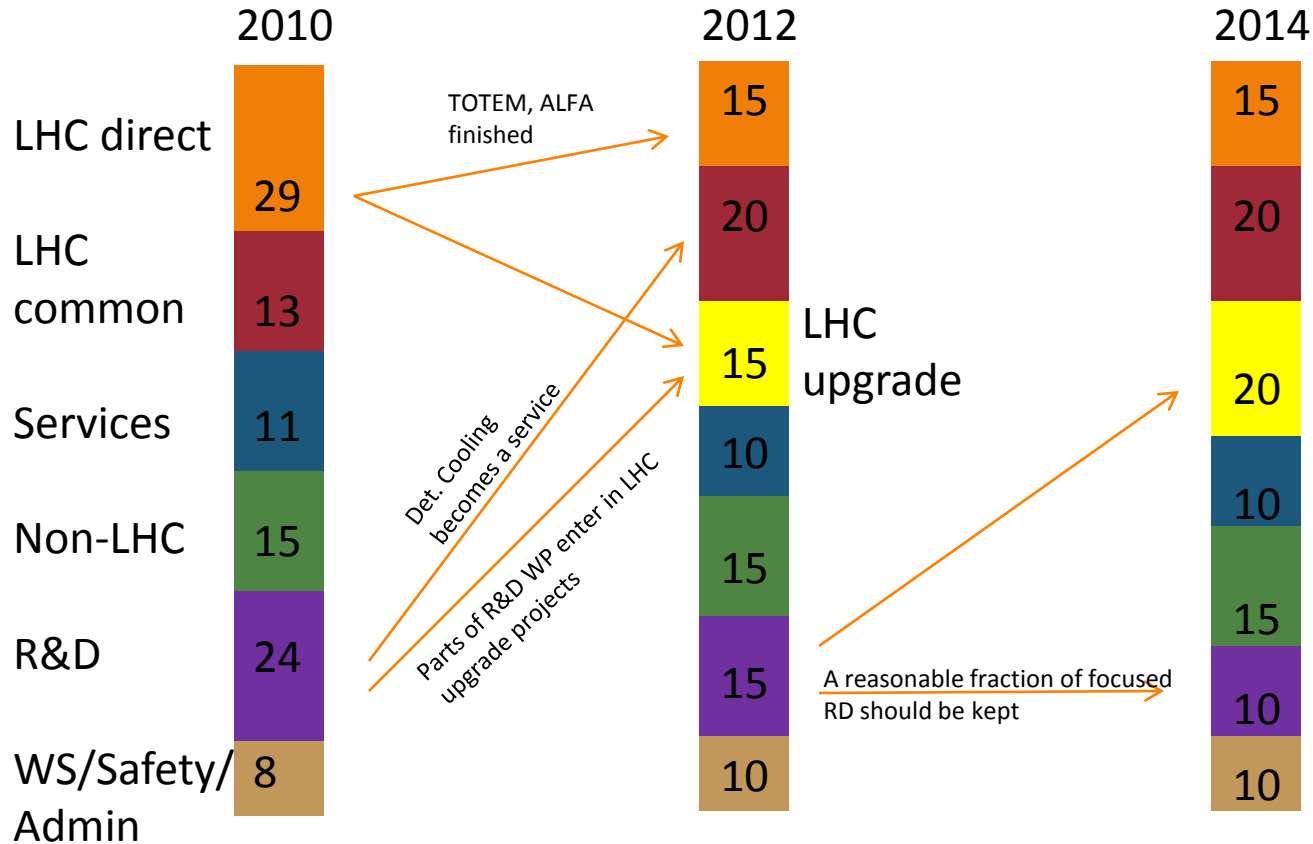 2010
2012
2014
LHC direct
29
TOTEM, ALFA
finished
15
15
LHC
common
13
20
20
LHC
upgrade
15
20
Services
11
Det. Cooling
becomes a service
10
10
Non-LHC
15
Parts of R&D WP enter in LHC
upgrade projects
15
15
R&D
24
15
A reasonable fraction of focused
RD should be kept
10
WS/Safety/
Admin
8
10
10